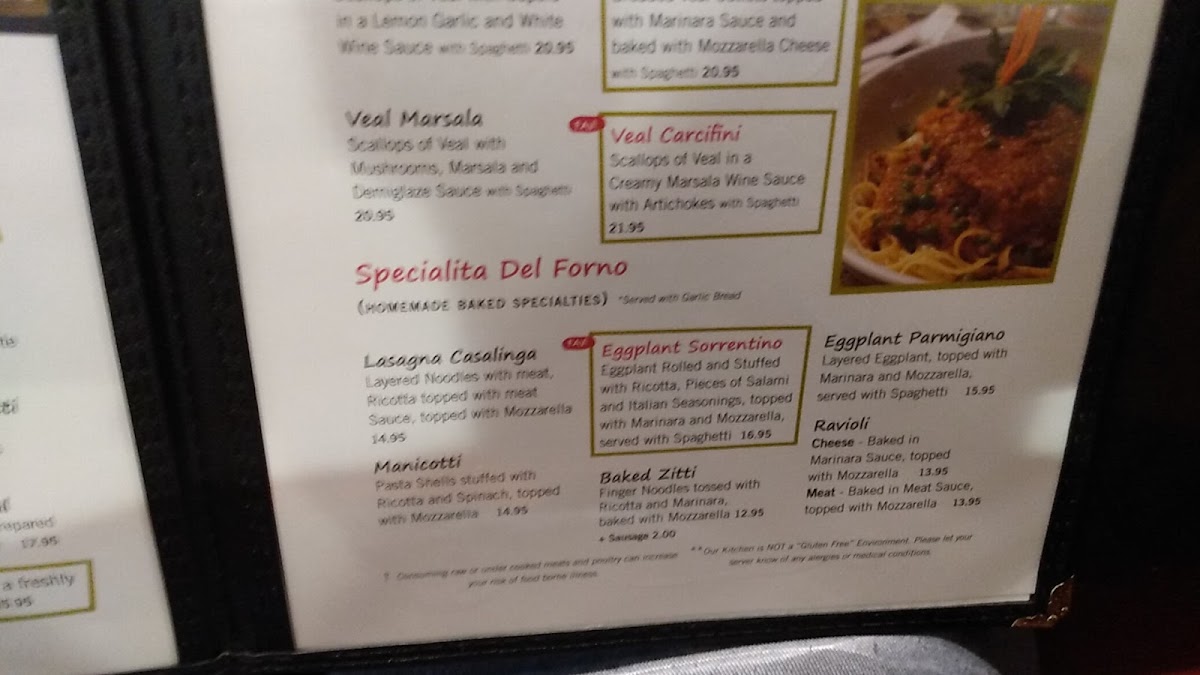 in a Lemon Garlic and White
Wine Sauce with Spaghetti 20.95
with Marinara Sauce and
baked with Mozzarella Cheese
with Spaghetti 20.95
Veal Marsala
Scallops of Veal with
Mushrooms, Marsala and
Demiglaze Sauce with Spaghetti
20.95
FAV!
Veal Carcifini
Scallops of Veal in a
Creamy Marsala Wine Sauce
with Artichokes with Spaghetti
21.95
Specialita Del Forno
(HOMEMADE BAKED SPECIALTIES) *Served with Garlic Bread
Lasagna Casalinga
Layered Noodles with meat,
Ricotta topped with meat
Sauce, topped with Mozzarella
14.95
Manicotti
Pasta Shells stuffed with
Ricotta and Spinach, topped
with Mozzarella 14.95
FAV!
Eggplant Sorrentino
Eggplant Rolled and Stuffed
with Ricotta, Pieces of Salami
and Italian Seasonings, topped
with Marinara and Mozzarella,
served with Spaghetti 16.95
Baked Zitti
Finger Noodles tossed with
Ricotta and Marinara,
baked with Mozzarella 12.95
+ Sausage 2.00
Eggplant Parmigiano
Layered Eggplant, topped with
Marinara and Mozzarella,
served with Spaghetti 15.95
Ravioli
Cheese - Baked in
Marinara Sauce, topped
with Mozzarella 13.95
Meat - Baked in Meat Sauce,
topped with Mozzarella 13.95
† Consuming raw or under cooked meats and poultry can increase
your risk of food borne illness.
**Our Kitchen is NOT a "Gluten Free" Environment. Please let your
server know of any alergies or medical conditions.
17.95
a freshly